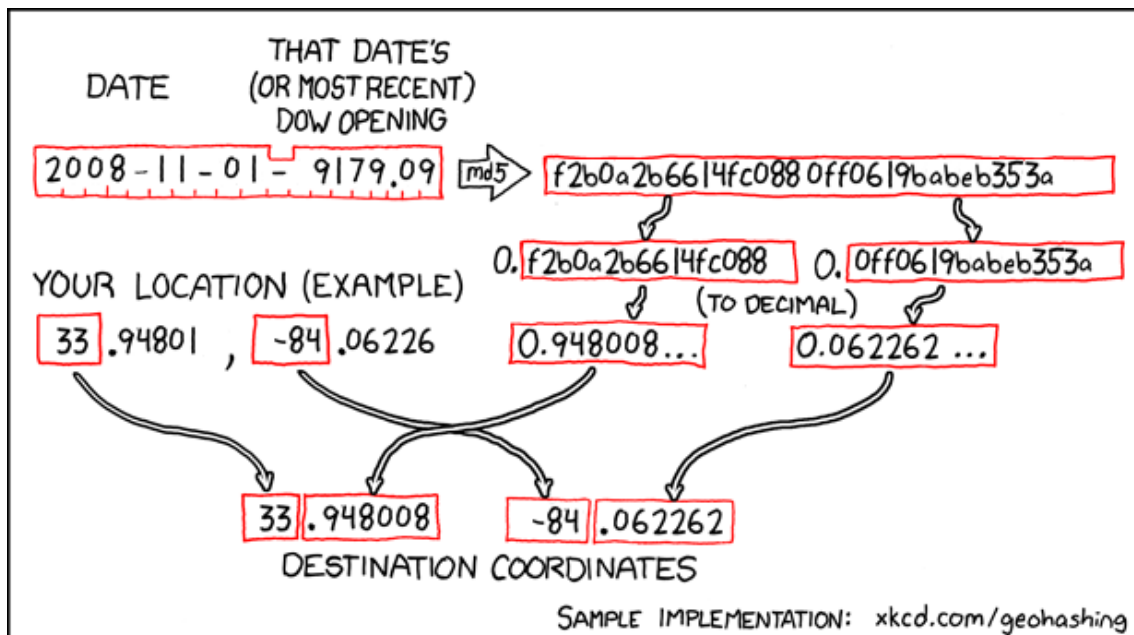 THAT DATE'S
DATE (OR MOST RECENT)
DOW OPENING
2008-11-01- 9179.09 md5 f2b0a2b6614fc088 0ff0619babeb353a
0. f2b0a2b6614fc088 0. 0ff0619babeb353a
YOUR LOCATION (EXAMPLE) (TO DECIMAL)
33 .94801 , -84 .06226 0.948008... 0.062262 ...
33 .948008 -84 .062262
DESTINATION COORDINATES
SAMPLE IMPLEMENTATION: xkcd.com/geohashing